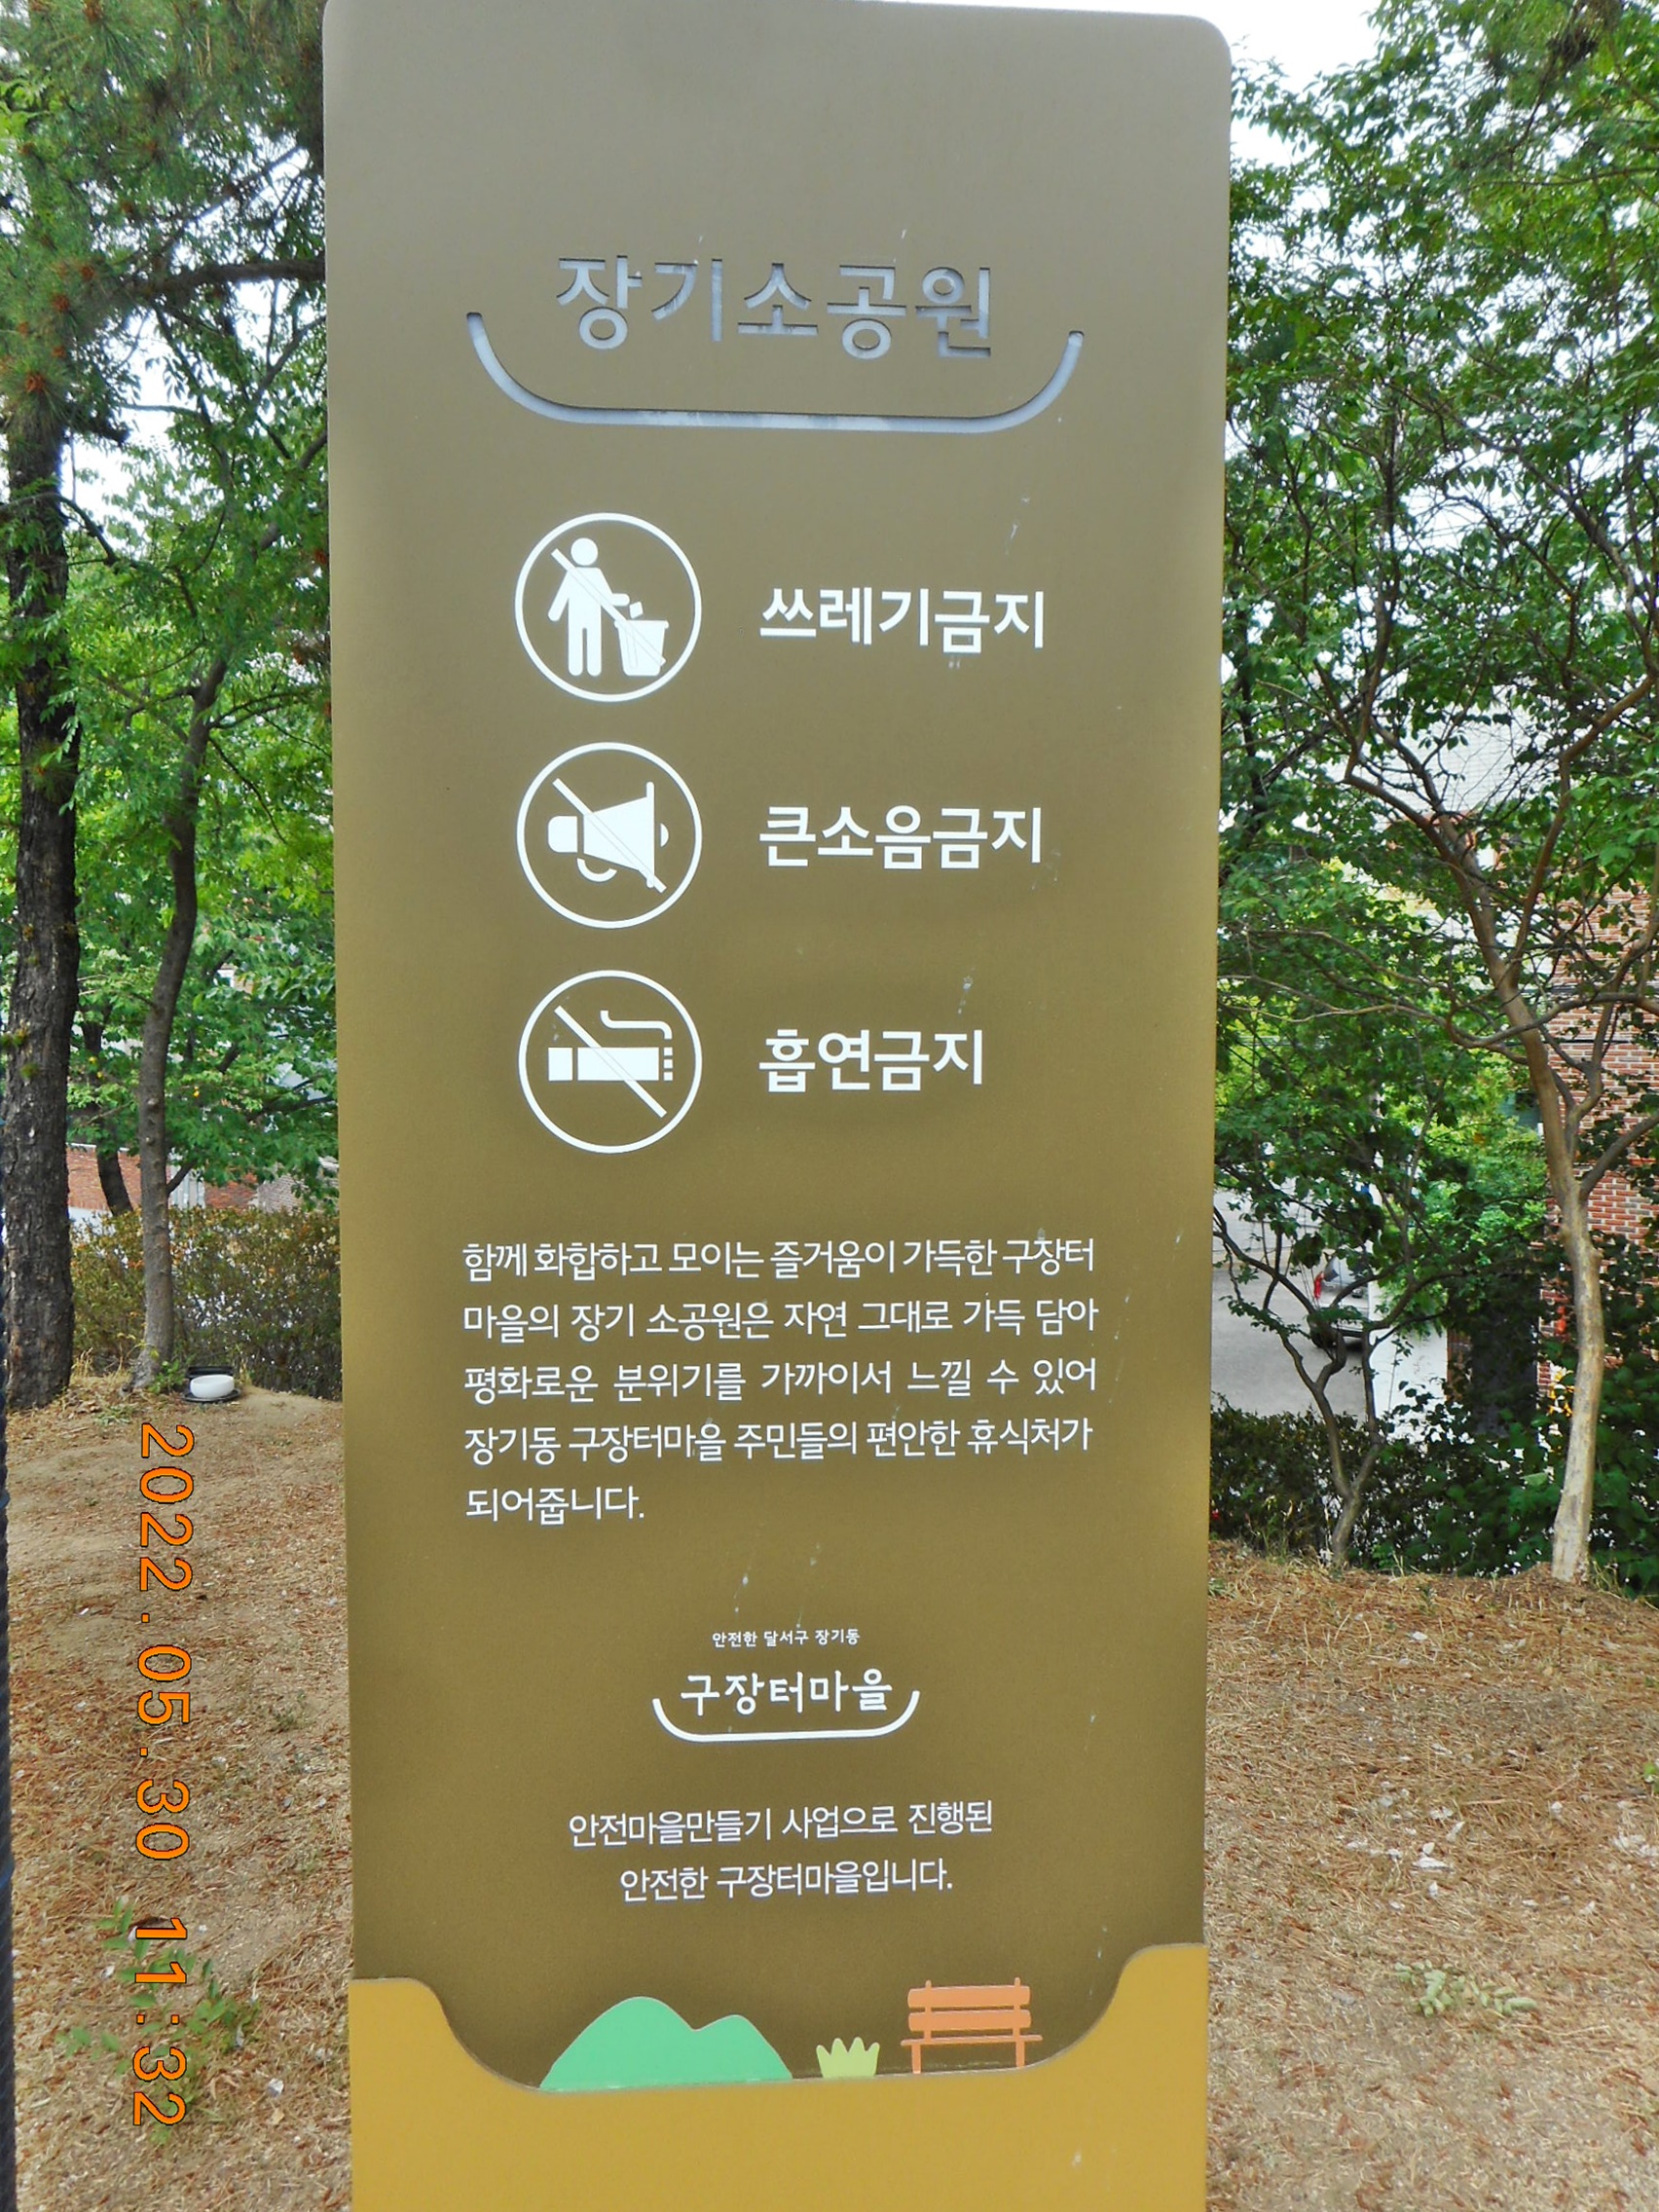 장기소공원
쓰레기금지
큰소음금지
흡연금지
함께 화합하고 모이는 즐거움이 가득한 구장터
마을의 장기 소공원은 자연 그대로 가득 담아
평화로운 분위기를 가까이서 느낄 수 있어
장기동 구장터마을 주민들의 편안한 휴식처가
되어줍니다.
안전한 달서구 장기동
구장터마을
안전마을만들기 사업으로 진행된
안전한 구장터마을입니다.
2022.05.30 11:32